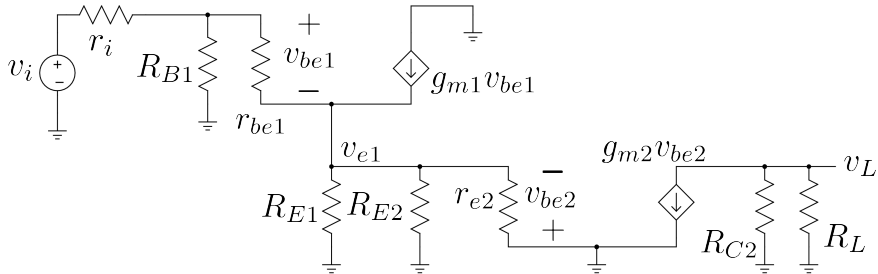 +
r_i
v_be1
v_i
+
−
R_B1
g_m1 v_be1
−
r_be1
v_e1
g_m2 v_be2
−
v_L
R_E1
R_E2
r_e2
v_be2
+
R_C2
R_L